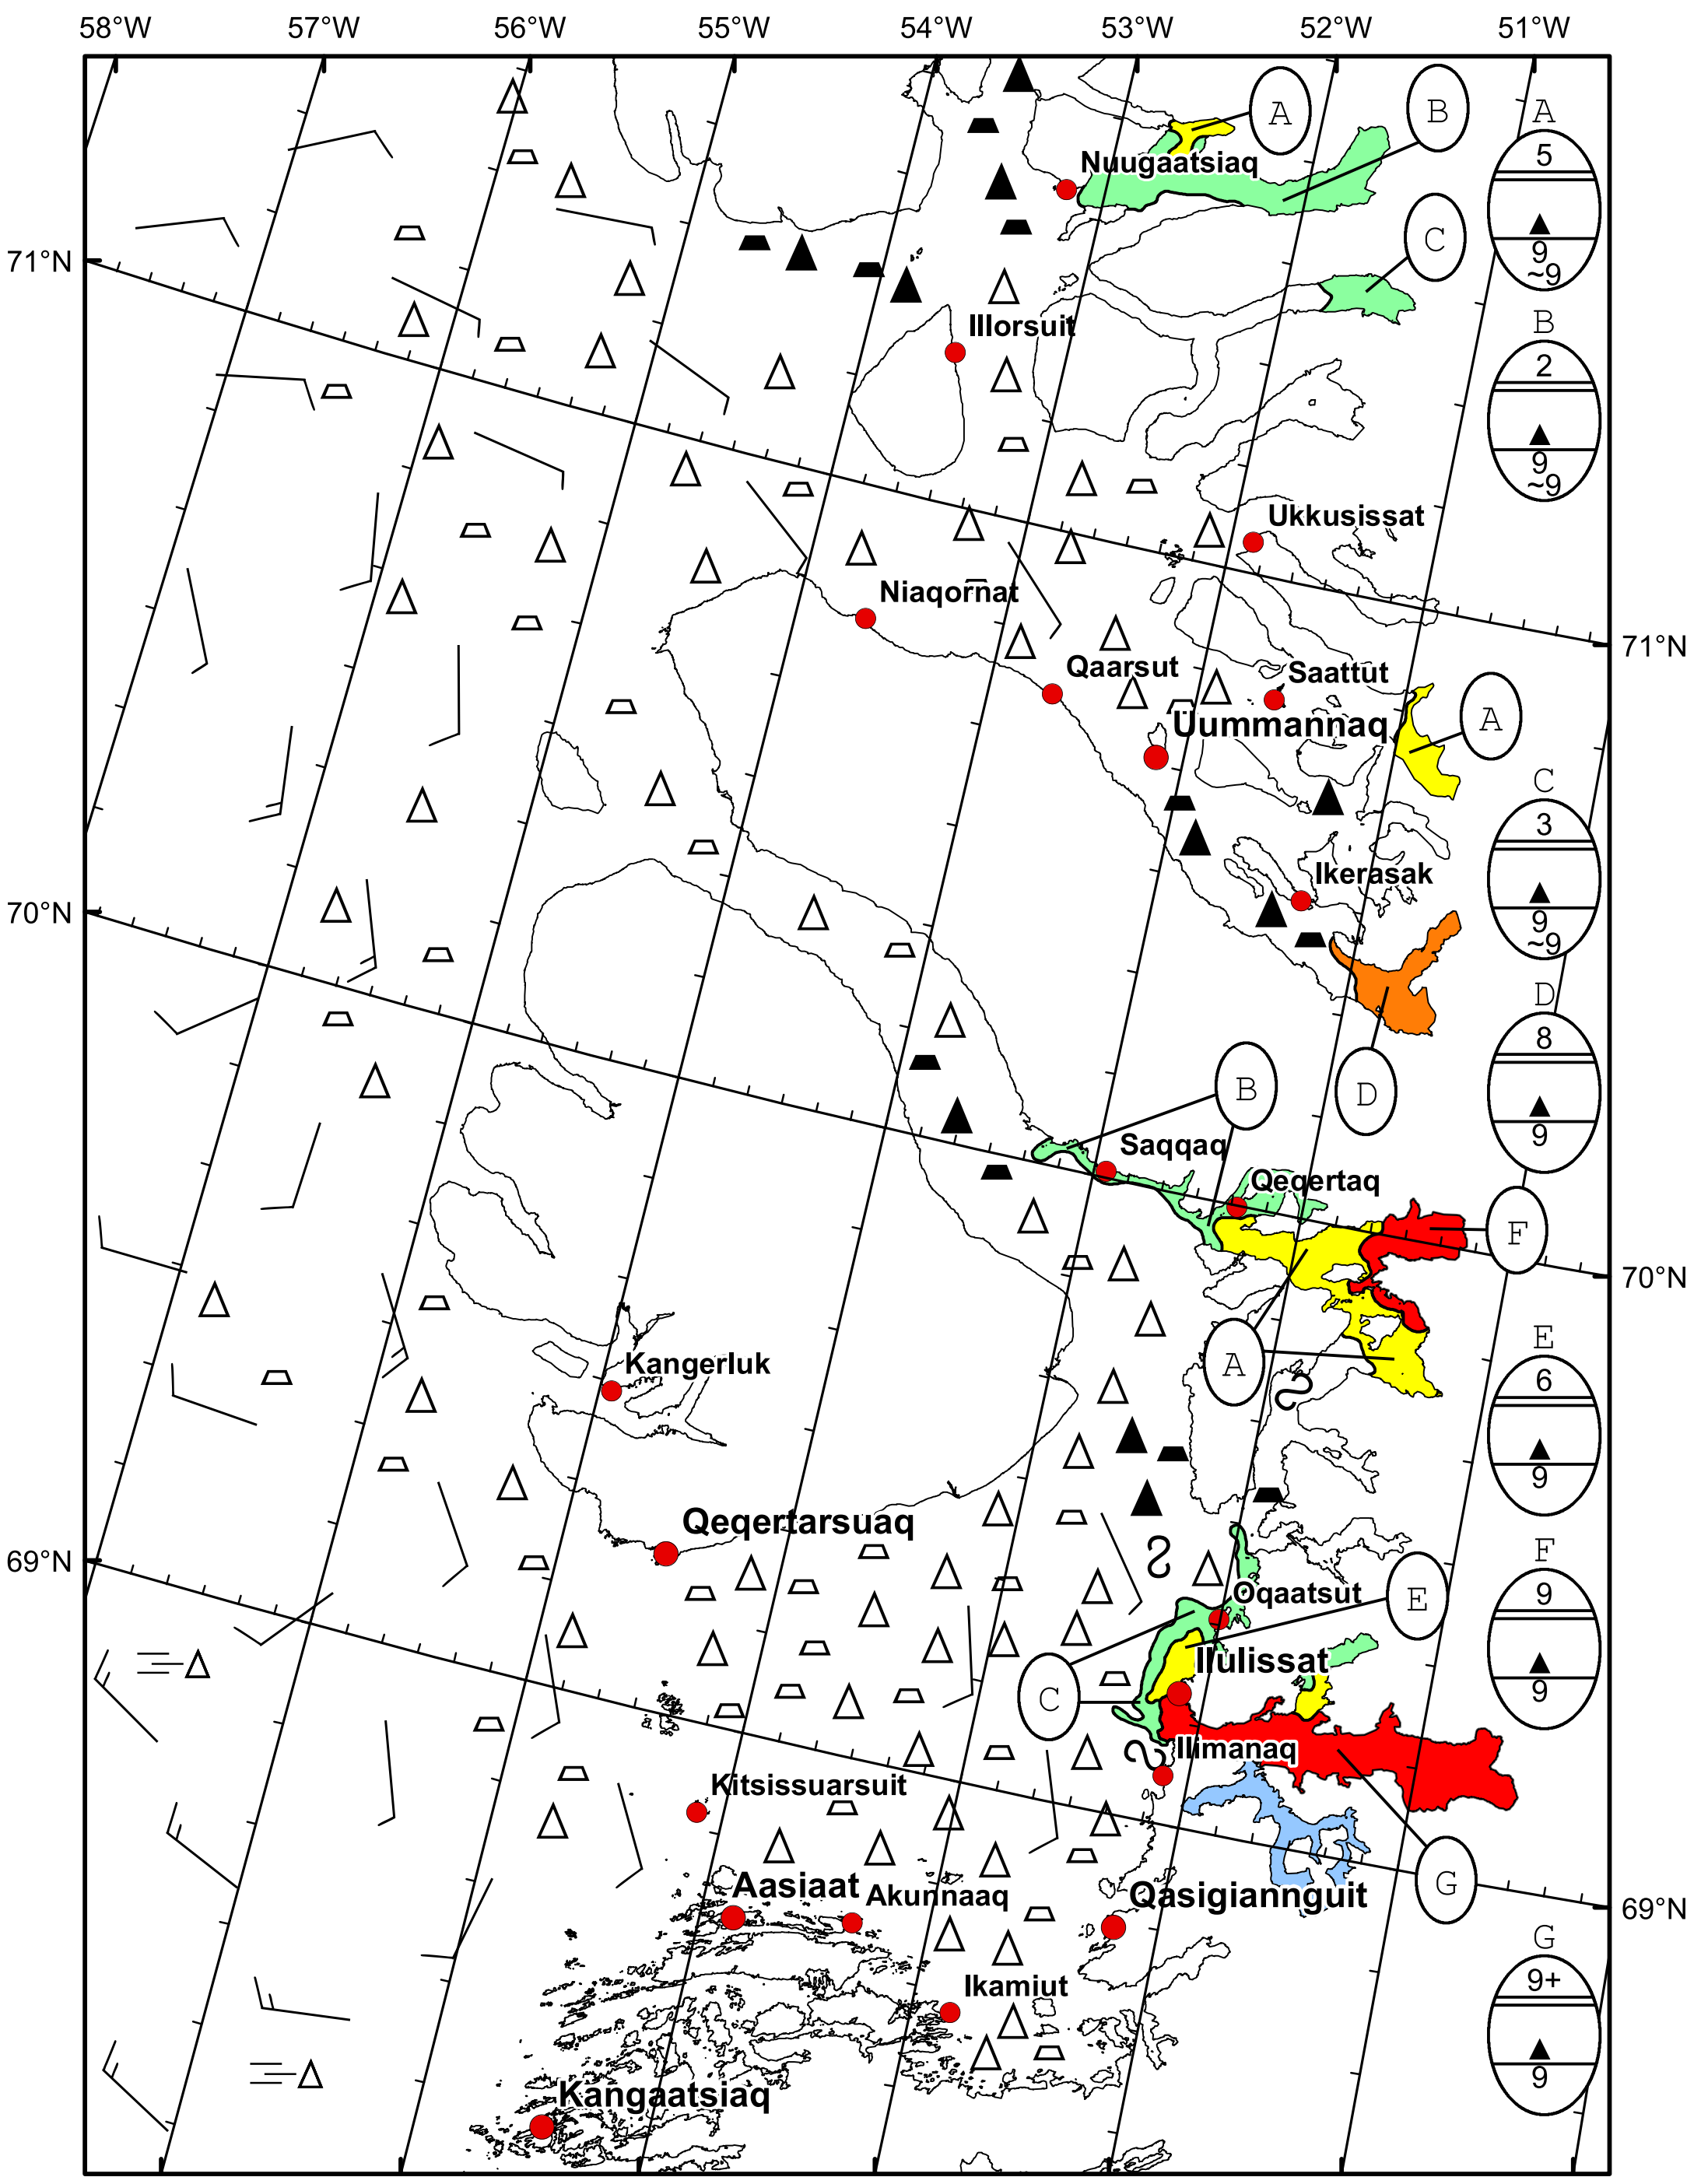 58°W 57°W 56°W 55°W 54°W 53°W 52°W 51°W
A
B
A
5
9
~9
Nuugaatsiaq
C
71°N
B
2
9
~9
Illorsuit
Ukkusissat
Niaqornat
71°N
Qaarsut
Saattut
A
Uummannaq
C
3
9
~9
Ikerasak
70°N
D
8
9
B
D
Saqqaq
Qeqertaq
F
70°N
A
Kangerluk
E
6
9
Qeqertarsuaq
69°N
F
9
9
E
Oqaatsut
Ilulissat
C
Ilimanaq
Kitsissuarsuit
G
Aasiaat
Akunnaaq
Qasigiannguit
69°N
G
9+
9
Ikamiut
Kangaatsiaq